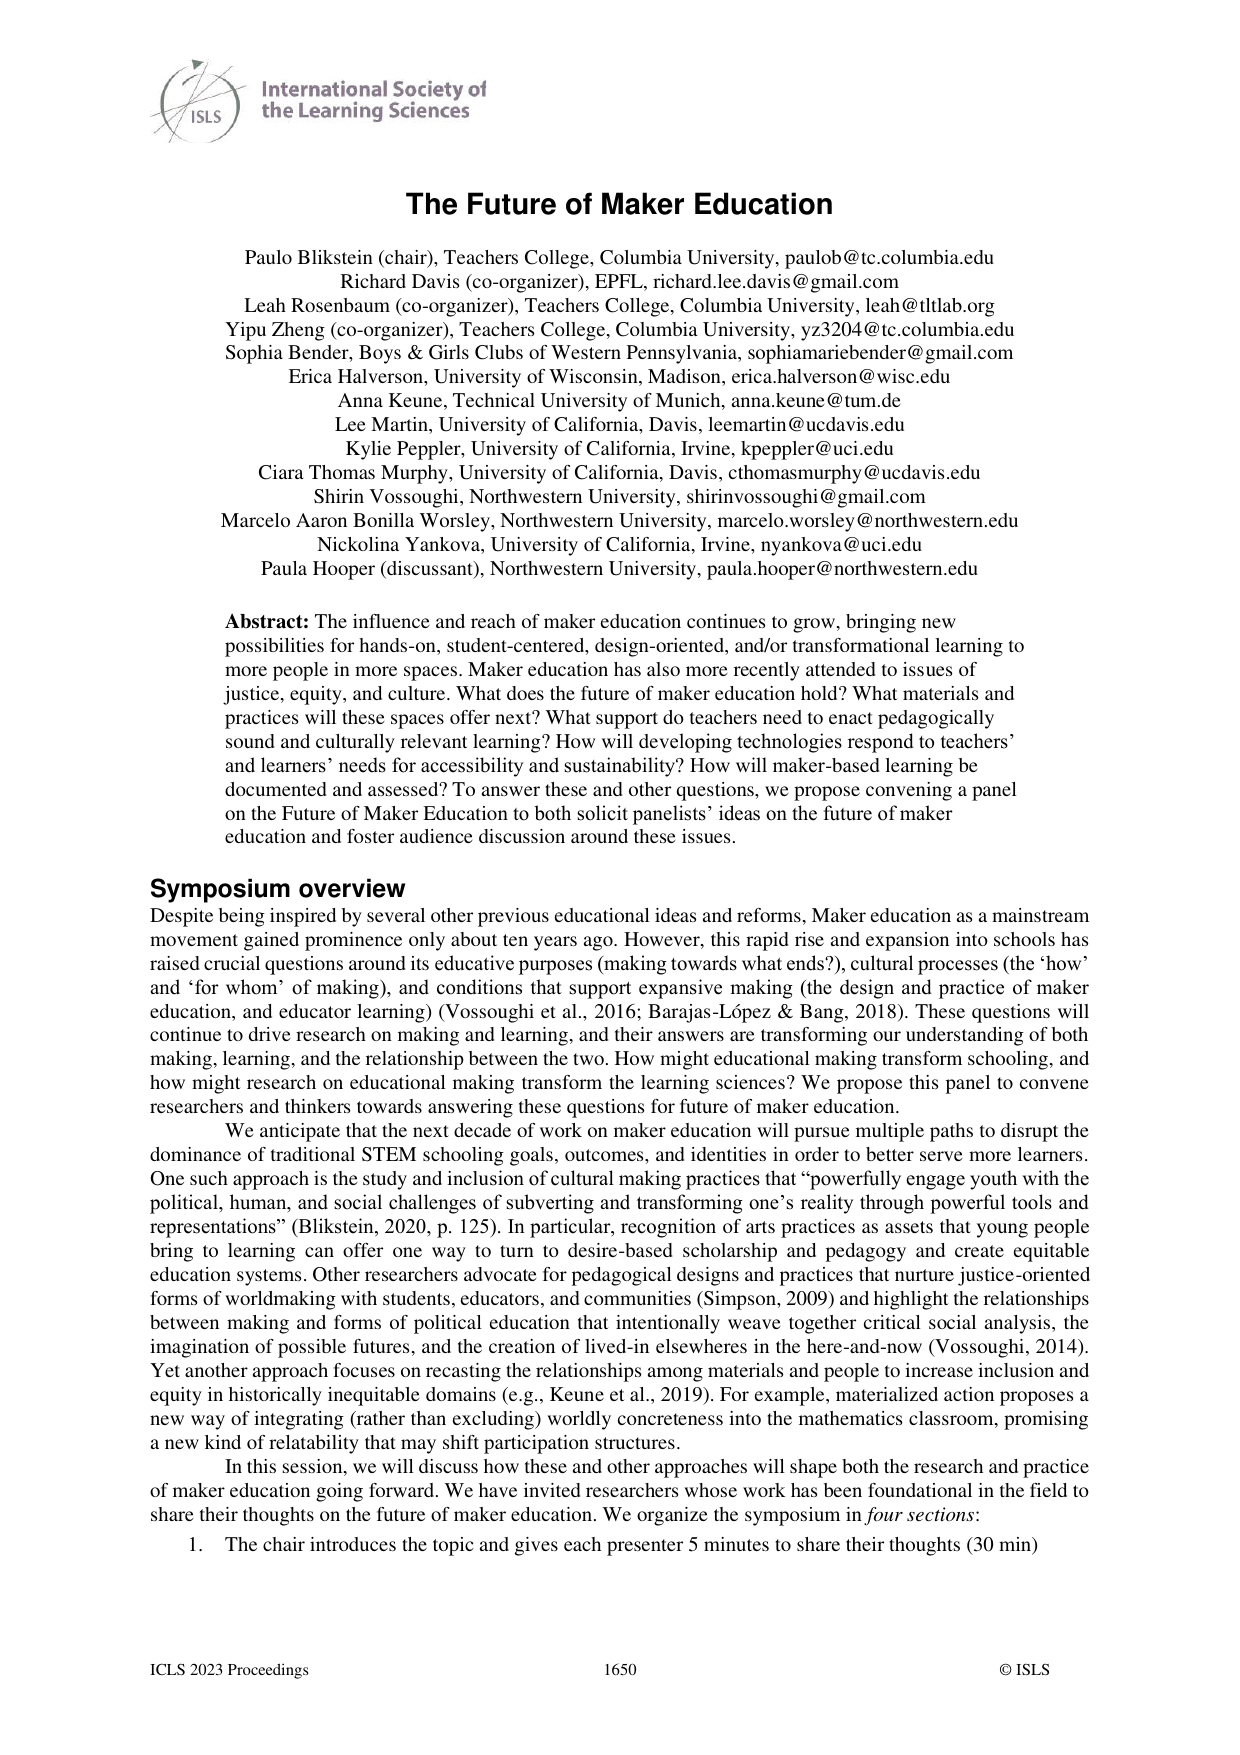 International Society of
the Learning Sciences
ISLS
The Future of Maker Education
Paulo Blikstein (chair), Teachers College, Columbia University, paulob@tc.columbia.edu
Richard Davis (co-organizer), EPFL, richard.lee.davis@gmail.com
Leah Rosenbaum (co-organizer), Teachers College, Columbia University, leah@tltlab.org
Yipu Zheng (co-organizer), Teachers College, Columbia University, yz3204@tc.columbia.edu
Sophia Bender, Boys & Girls Clubs of Western Pennsylvania, sophiamariebender@gmail.com
Erica Halverson, University of Wisconsin, Madison, erica.halverson@wisc.edu
Anna Keune, Technical University of Munich, anna.keune@tum.de
Lee Martin, University of California, Davis, leemartin@ucdavis.edu
Kylie Peppler, University of California, Irvine, kpeppler@uci.edu
Ciara Thomas Murphy, University of California, Davis, cthomasmurphy@ucdavis.edu
Shirin Vossoughi, Northwestern University, shirinvossoughi@gmail.com
Marcelo Aaron Bonilla Worsley, Northwestern University, marcelo.worsley@northwestern.edu
Nickolina Yankova, University of California, Irvine, nyankova@uci.edu
Paula Hooper (discussant), Northwestern University, paula.hooper@northwestern.edu
Abstract: The influence and reach of maker education continues to grow, bringing new
possibilities for hands-on, student-centered, design-oriented, and/or transformational learning to
more people in more spaces. Maker education has also more recently attended to issues of
justice, equity, and culture. What does the future of maker education hold? What materials and
practices will these spaces offer next? What support do teachers need to enact pedagogically
sound and culturally relevant learning? How will developing technologies respond to teachers’
and learners’ needs for accessibility and sustainability? How will maker-based learning be
documented and assessed? To answer these and other questions, we propose convening a panel
on the Future of Maker Education to both solicit panelists’ ideas on the future of maker
education and foster audience discussion around these issues.
Symposium overview
Despite being inspired by several other previous educational ideas and reforms, Maker education as a mainstream
movement gained prominence only about ten years ago. However, this rapid rise and expansion into schools has
raised crucial questions around its educative purposes (making towards what ends?), cultural processes (the ‘how’
and ‘for whom’ of making), and conditions that support expansive making (the design and practice of maker
education, and educator learning) (Vossoughi et al., 2016; Barajas-López & Bang, 2018). These questions will
continue to drive research on making and learning, and their answers are transforming our understanding of both
making, learning, and the relationship between the two. How might educational making transform schooling, and
how might research on educational making transform the learning sciences? We propose this panel to convene
researchers and thinkers towards answering these questions for future of maker education.
We anticipate that the next decade of work on maker education will pursue multiple paths to disrupt the
dominance of traditional STEM schooling goals, outcomes, and identities in order to better serve more learners.
One such approach is the study and inclusion of cultural making practices that “powerfully engage youth with the
political, human, and social challenges of subverting and transforming one’s reality through powerful tools and
representations” (Blikstein, 2020, p. 125). In particular, recognition of arts practices as assets that young people
bring to learning can offer one way to turn to desire-based scholarship and pedagogy and create equitable
education systems. Other researchers advocate for pedagogical designs and practices that nurture justice-oriented
forms of worldmaking with students, educators, and communities (Simpson, 2009) and highlight the relationships
between making and forms of political education that intentionally weave together critical social analysis, the
imagination of possible futures, and the creation of lived-in elsewheres in the here-and-now (Vossoughi, 2014).
Yet another approach focuses on recasting the relationships among materials and people to increase inclusion and
equity in historically inequitable domains (e.g., Keune et al., 2019). For example, materialized action proposes a
new way of integrating (rather than excluding) worldly concreteness into the mathematics classroom, promising
a new kind of relatability that may shift participation structures.
In this session, we will discuss how these and other approaches will shape both the research and practice
of maker education going forward. We have invited researchers whose work has been foundational in the field to
share their thoughts on the future of maker education. We organize the symposium in four sections:
1. The chair introduces the topic and gives each presenter 5 minutes to share their thoughts (30 min)
ICLS 2023 Proceedings
1650
© ISLS